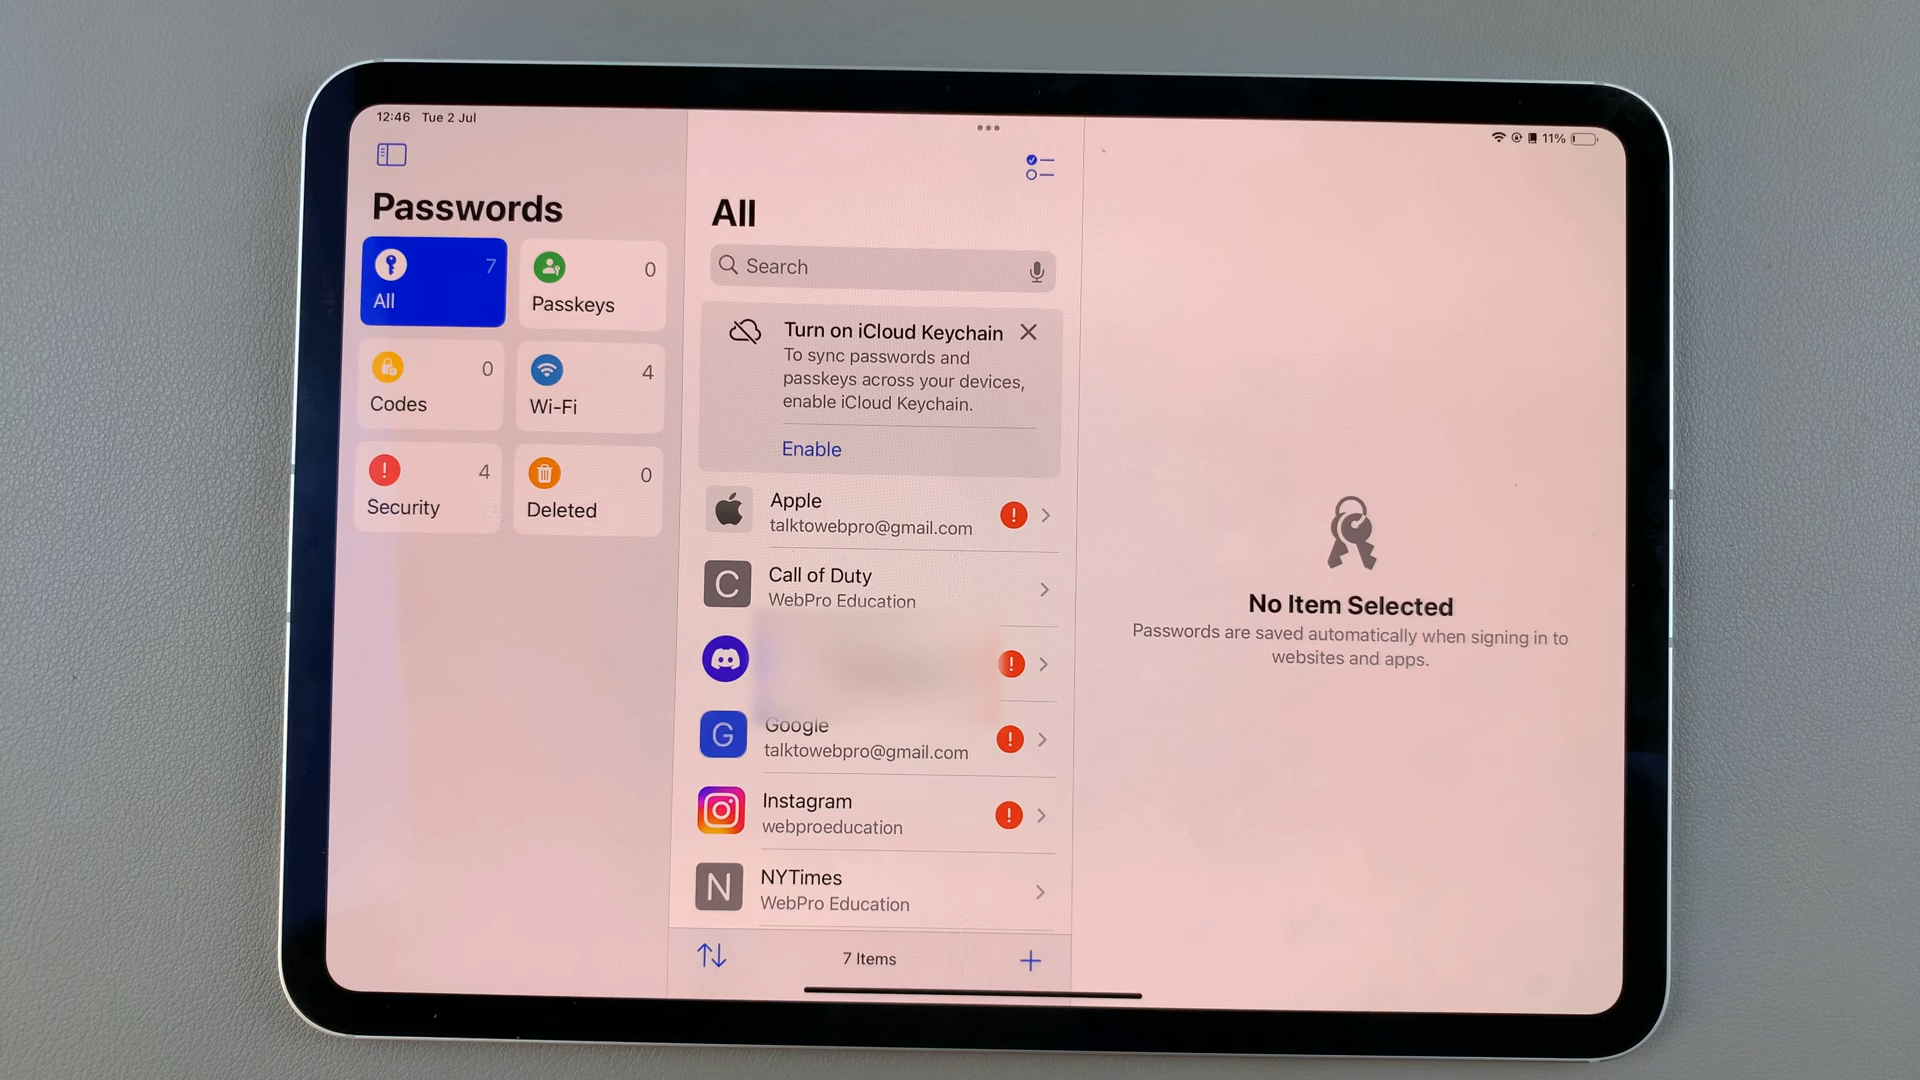 12:46 Tue 2 Jul
11%
Passwords
7
All
0
Passkeys
0
Codes
4
Wi-Fi
4
Security
0
Deleted
All
Search
Turn on iCloud Keychain
To sync passwords and
passkeys across your devices,
enable iCloud Keychain.
Enable
Apple
talktowebpro@gmail.com
C
Call of Duty
WebPro Education
G
Google
talktowebpro@gmail.com
Instagram
webproeducation
N
NYTimes
WebPro Education
7 Items
No Item Selected
Passwords are saved automatically when signing in to
websites and apps.